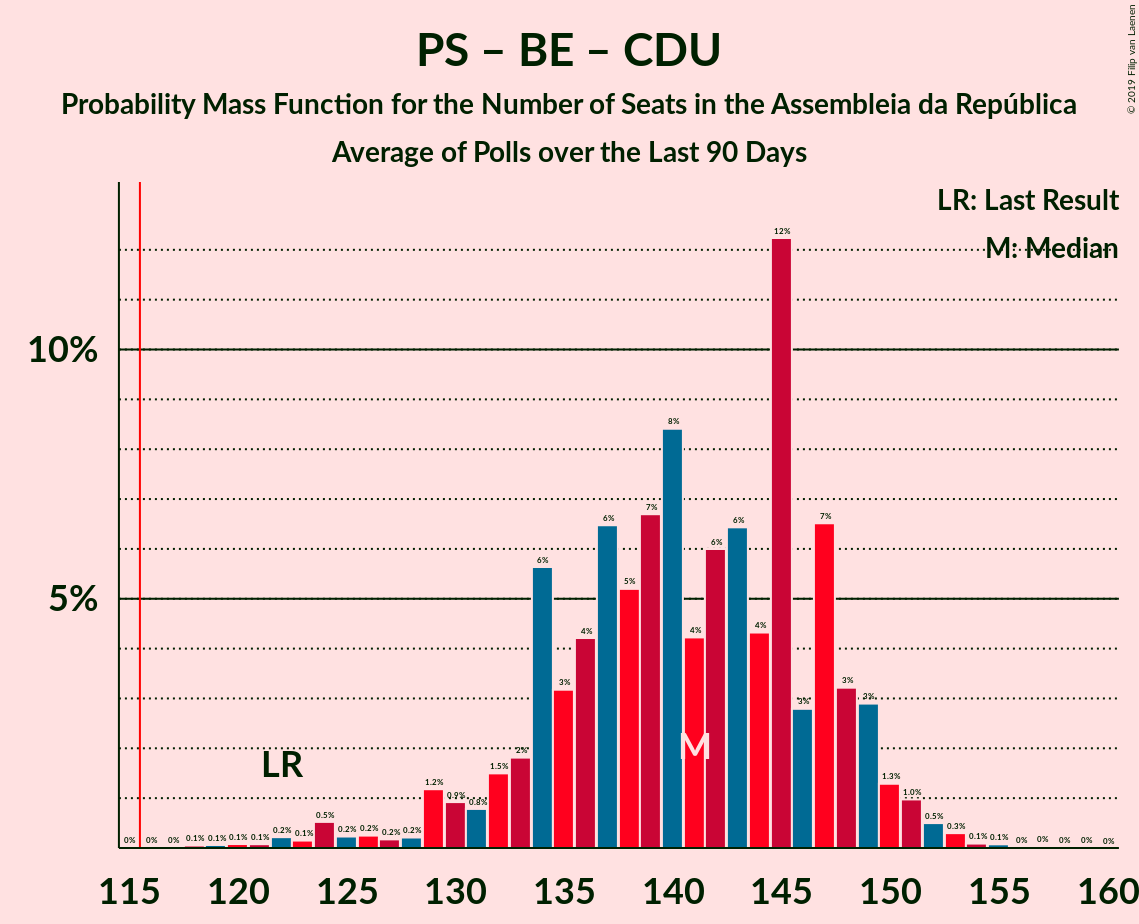 PS – BE – CDU
Probability Mass Function for the Number of Seats in the Assembleia da República
Average of Polls over the Last 90 Days
© 2019 Filip van Laenen
LR: Last Result
M: Median
10%
5%
LR
M
0% 0% 0% 0.1% 0.1% 0.1% 0.1% 0.2% 0.1% 0.5% 0.2% 0.2% 0.2% 0.2% 1.2% 0.9% 0.8% 1.5% 2% 6% 3% 4% 6% 5% 7% 8% 4% 6% 6% 4% 12% 3% 7% 3% 3% 1.3% 1.0% 0.5% 0.3% 0.1% 0.1% 0% 0% 0% 0% 0%
115 120 125 130 135 140 145 150 155 160